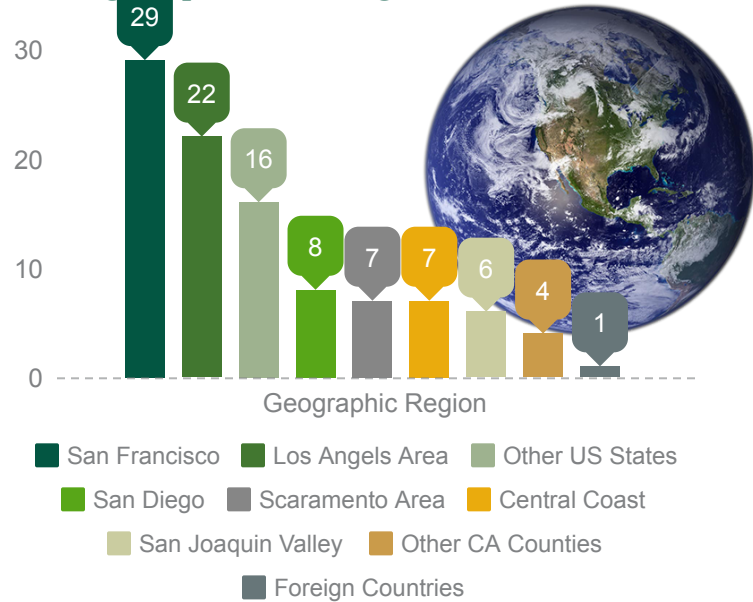 29
30
22
20
16
8
7
7
6
10
4
1
0
Geographic Region
San Francisco Los Angels Area Other US States
San Diego Scaramento Area Central Coast
San Joaquin Valley Other CA Counties
Foreign Countries